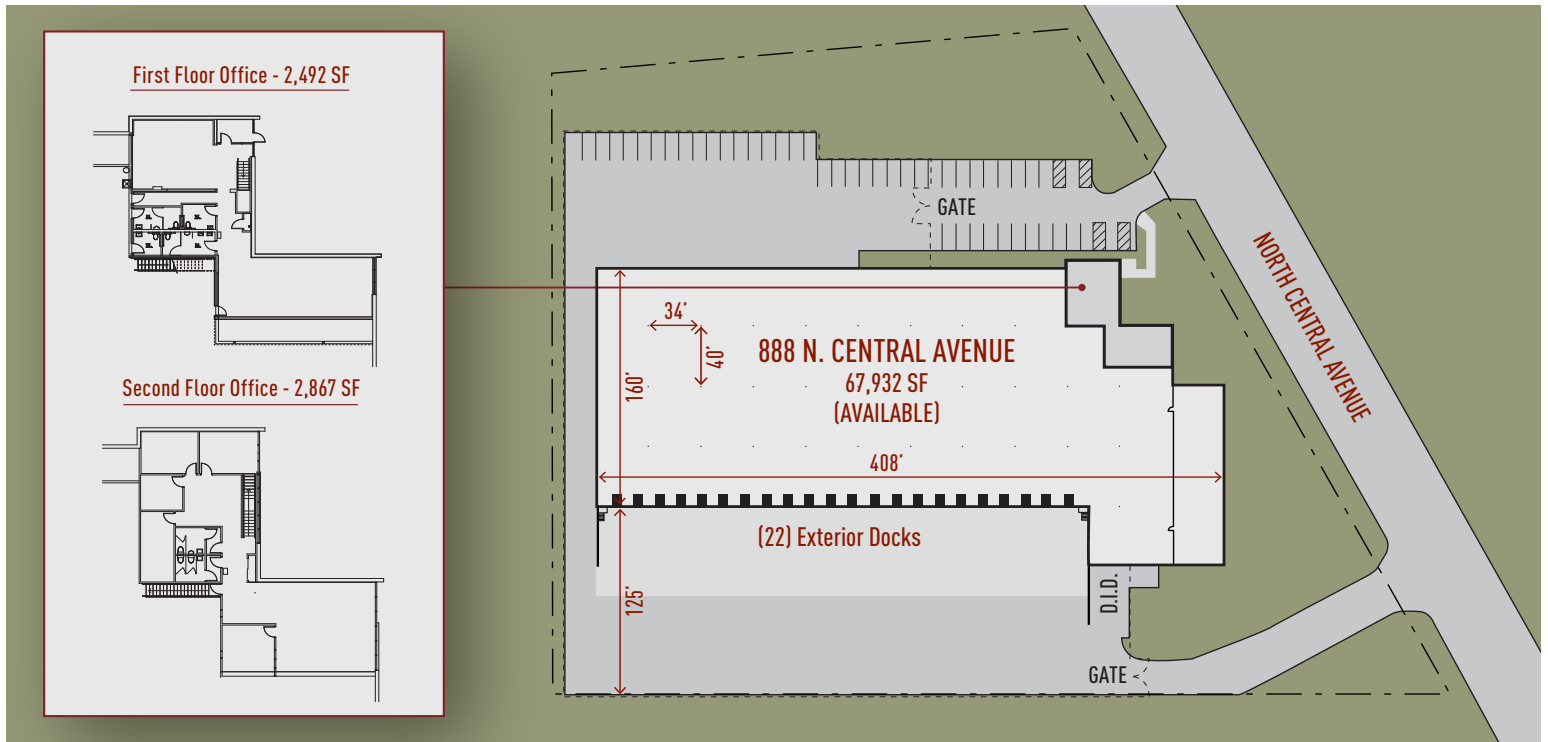 First Floor Office - 2,492 SF
Second Floor Office - 2,867 SF
GATE
NORTH CENTRAL AVENUE
34'
40'
160'
888 N. CENTRAL AVENUE
67,932 SF
(AVAILABLE)
408'
(22) Exterior Docks
125'
D.I.D.
GATE